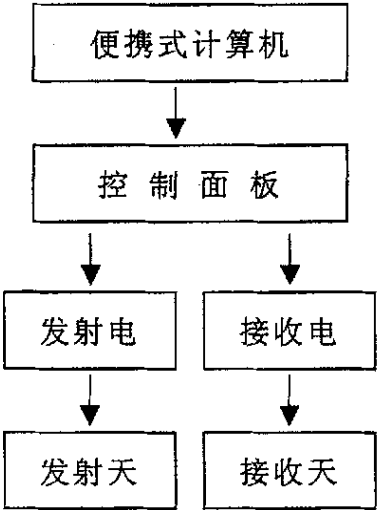 便携式计算机
控制面板
发射电
接收电
发射天
接收天